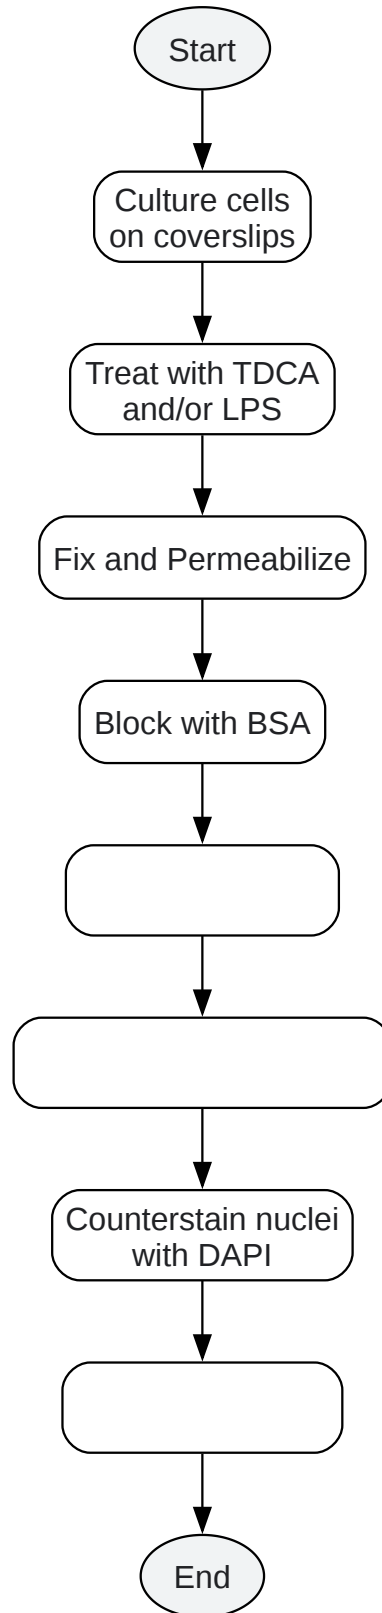 Start
Culture cells
on coverslips
Treat with TDCA
and/or LPS
Fix and Permeabilize
Block with BSA
Counterstain nuclei
with DAPI
End